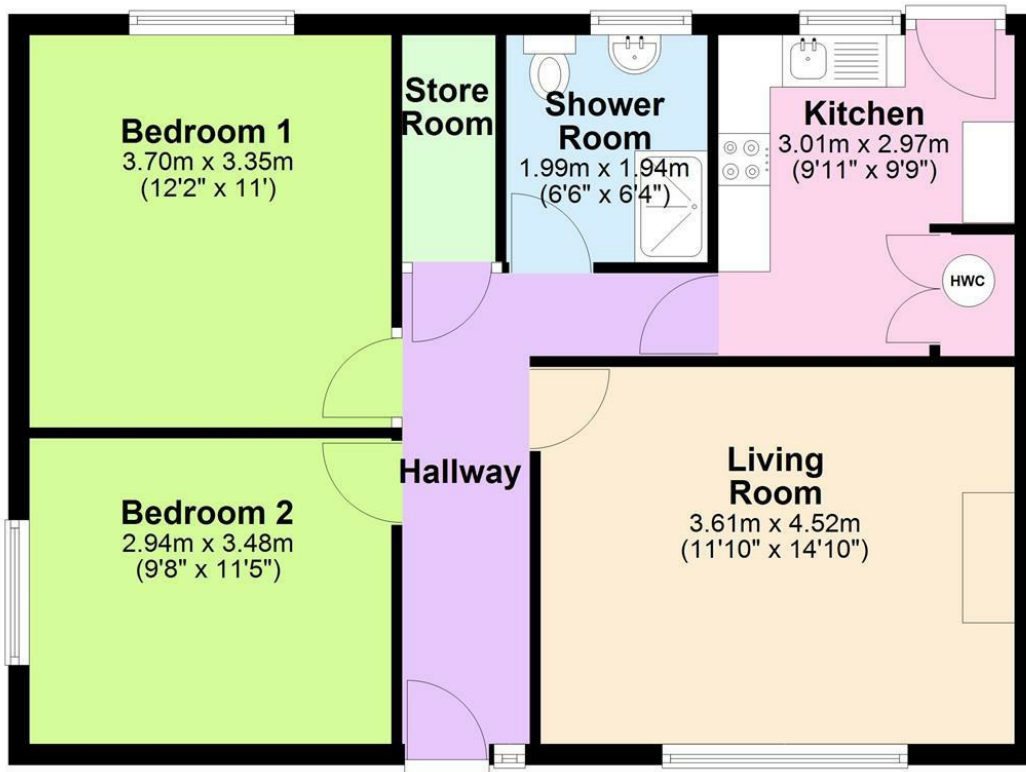 Bedroom 1
3.70m x 3.35m
(12'2" x 11')
Store
Room
Shower
Room
1.99m x 1.94m
(6'6" x 6'4")
Kitchen
3.01m x 2.97m
(9'11" x 9'9")
HWC
Hallway
Bedroom 2
2.94m x 3.48m
(9'8" x 11'5")
Living
Room
3.61m x 4.52m
(11'10" x 14'10")